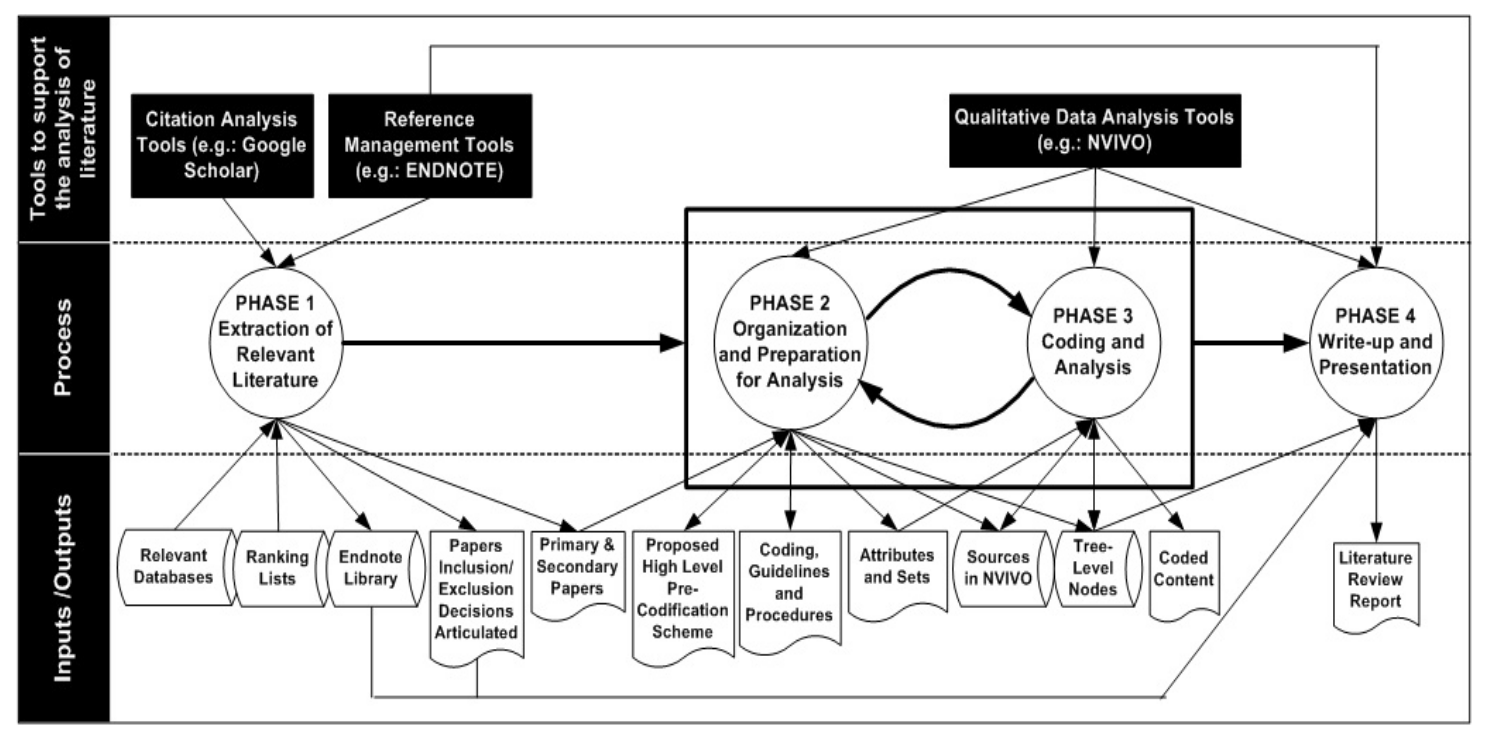 Tools to support
the analysis of
literature
Citation Analysis
Tools (e.g.: Google
Scholar)
Reference
Management Tools
(e.g.: ENDNOTE)
Qualitative Data Analysis Tools
(e.g.: NVIVO)
Process
PHASE 1
Extraction of
Relevant
Literature
PHASE 2
Organization
and Preparation
for Analysis
PHASE 3
Coding and
Analysis
PHASE 4
Write-up and
Presentation
Inputs /Outputs
Relevant
Databases
Ranking
Lists
Endnote
Library
Papers
Inclusion/
Exclusion
Decisions
Articulated
Primary &
Secondary
Papers
Proposed
High Level
Pre-
Codification
Scheme
Coding,
Guidelines
and
Procedures
Attributes
and Sets
Sources
in NVIVO
Tree-
Level
Nodes
Coded
Content
Literature
Review
Report